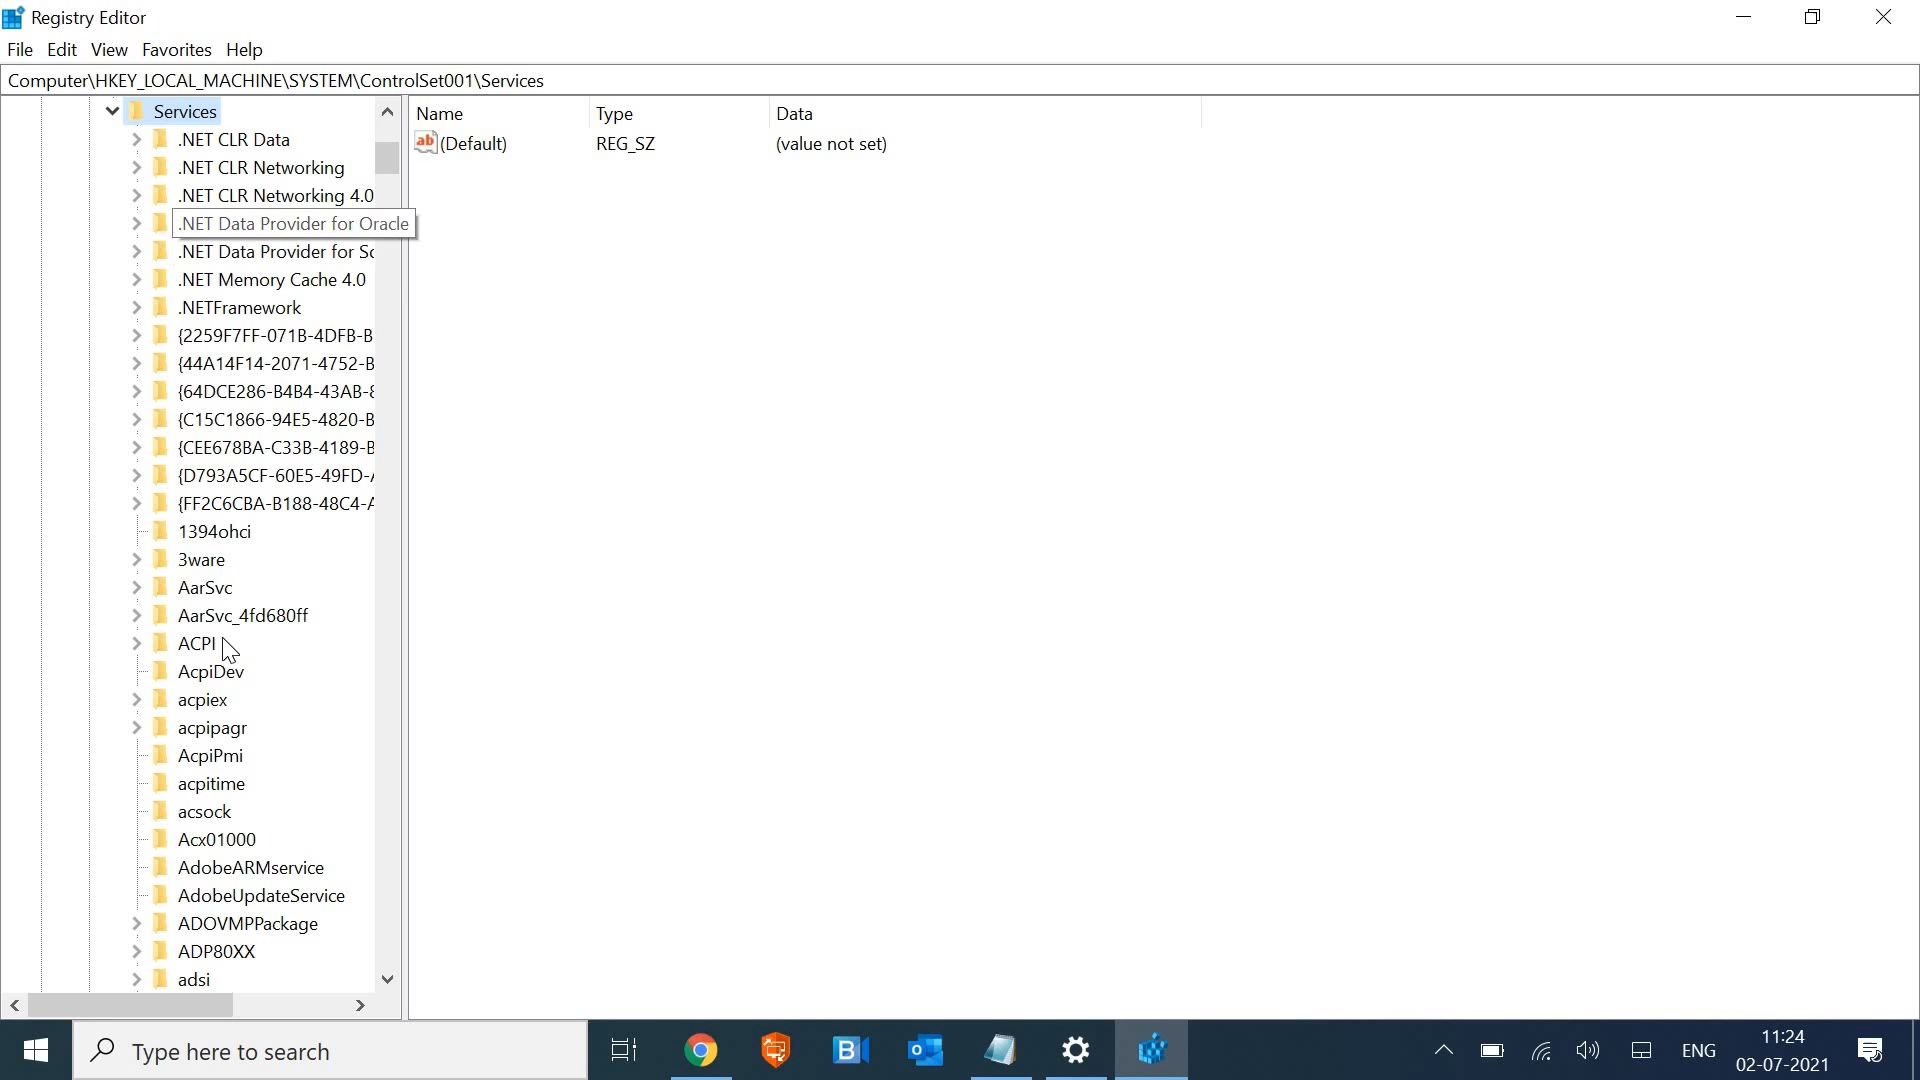 Registry Editor
File Edit View Favorites Help
Computer\HKEY_LOCAL_MACHINE\SYSTEM\ControlSet001\Services
Services
.NET CLR Data
.NET CLR Networking
.NET CLR Networking 4.0
.NET Data Provider for Oracle
.NET Data Provider for Sc
.NET Memory Cache 4.0
.NETFramework
{2259F7FF-071B-4DFB-B
{44A14F14-2071-4752-B
{64DCE286-B4B4-43AB-8
{C15C1866-94E5-4820-B
{CEE678BA-C33B-4189-B
{D793A5CF-60E5-49FD-A
{FF2C6CBA-B188-48C4-A
1394ohci
3ware
AarSvc
AarSvc_4fd680ff
ACPI
AcpiDev
acpiex
acpipagr
AcpiPmi
acpitime
acsock
Acx01000
AdobeARMservice
AdobeUpdateService
ADOVMPPackage
ADP80XX
adsi
Name Type Data
ab (Default) REG_SZ (value not set)
Type here to search
ENG
11:24
02-07-2021